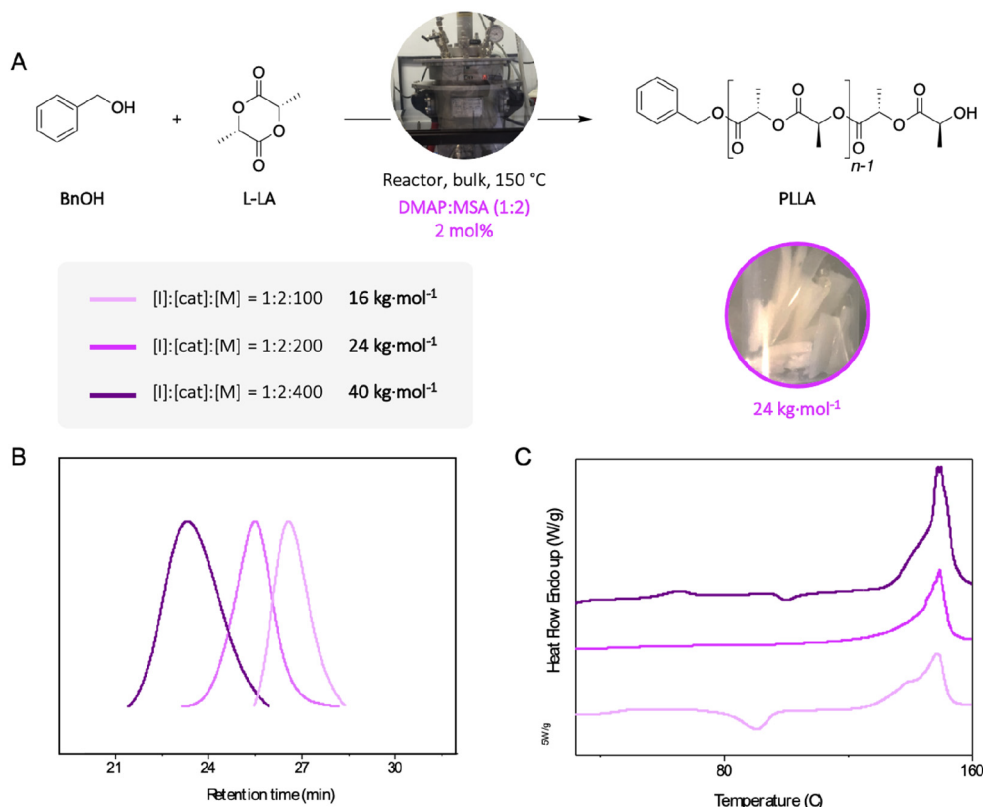 A
OH
BnOH
+
O
O
O
O
L-LA
Reactor, bulk, 150 °C
DMAP:MSA (1:2)
2 mol%
O
O
O
O
O
n-1
O
O
O
OH
PLLA
[I]:[cat]:[M] = 1:2:100 16 kg·mol⁻¹
[I]:[cat]:[M] = 1:2:200 24 kg·mol⁻¹
[I]:[cat]:[M] = 1:2:400 40 kg·mol⁻¹
24 kg·mol⁻¹
B
21 24 27 30
Retention time (min)
C
Heat Flow Endo up (W/g)
5W/g
80 160
Temperature (C)